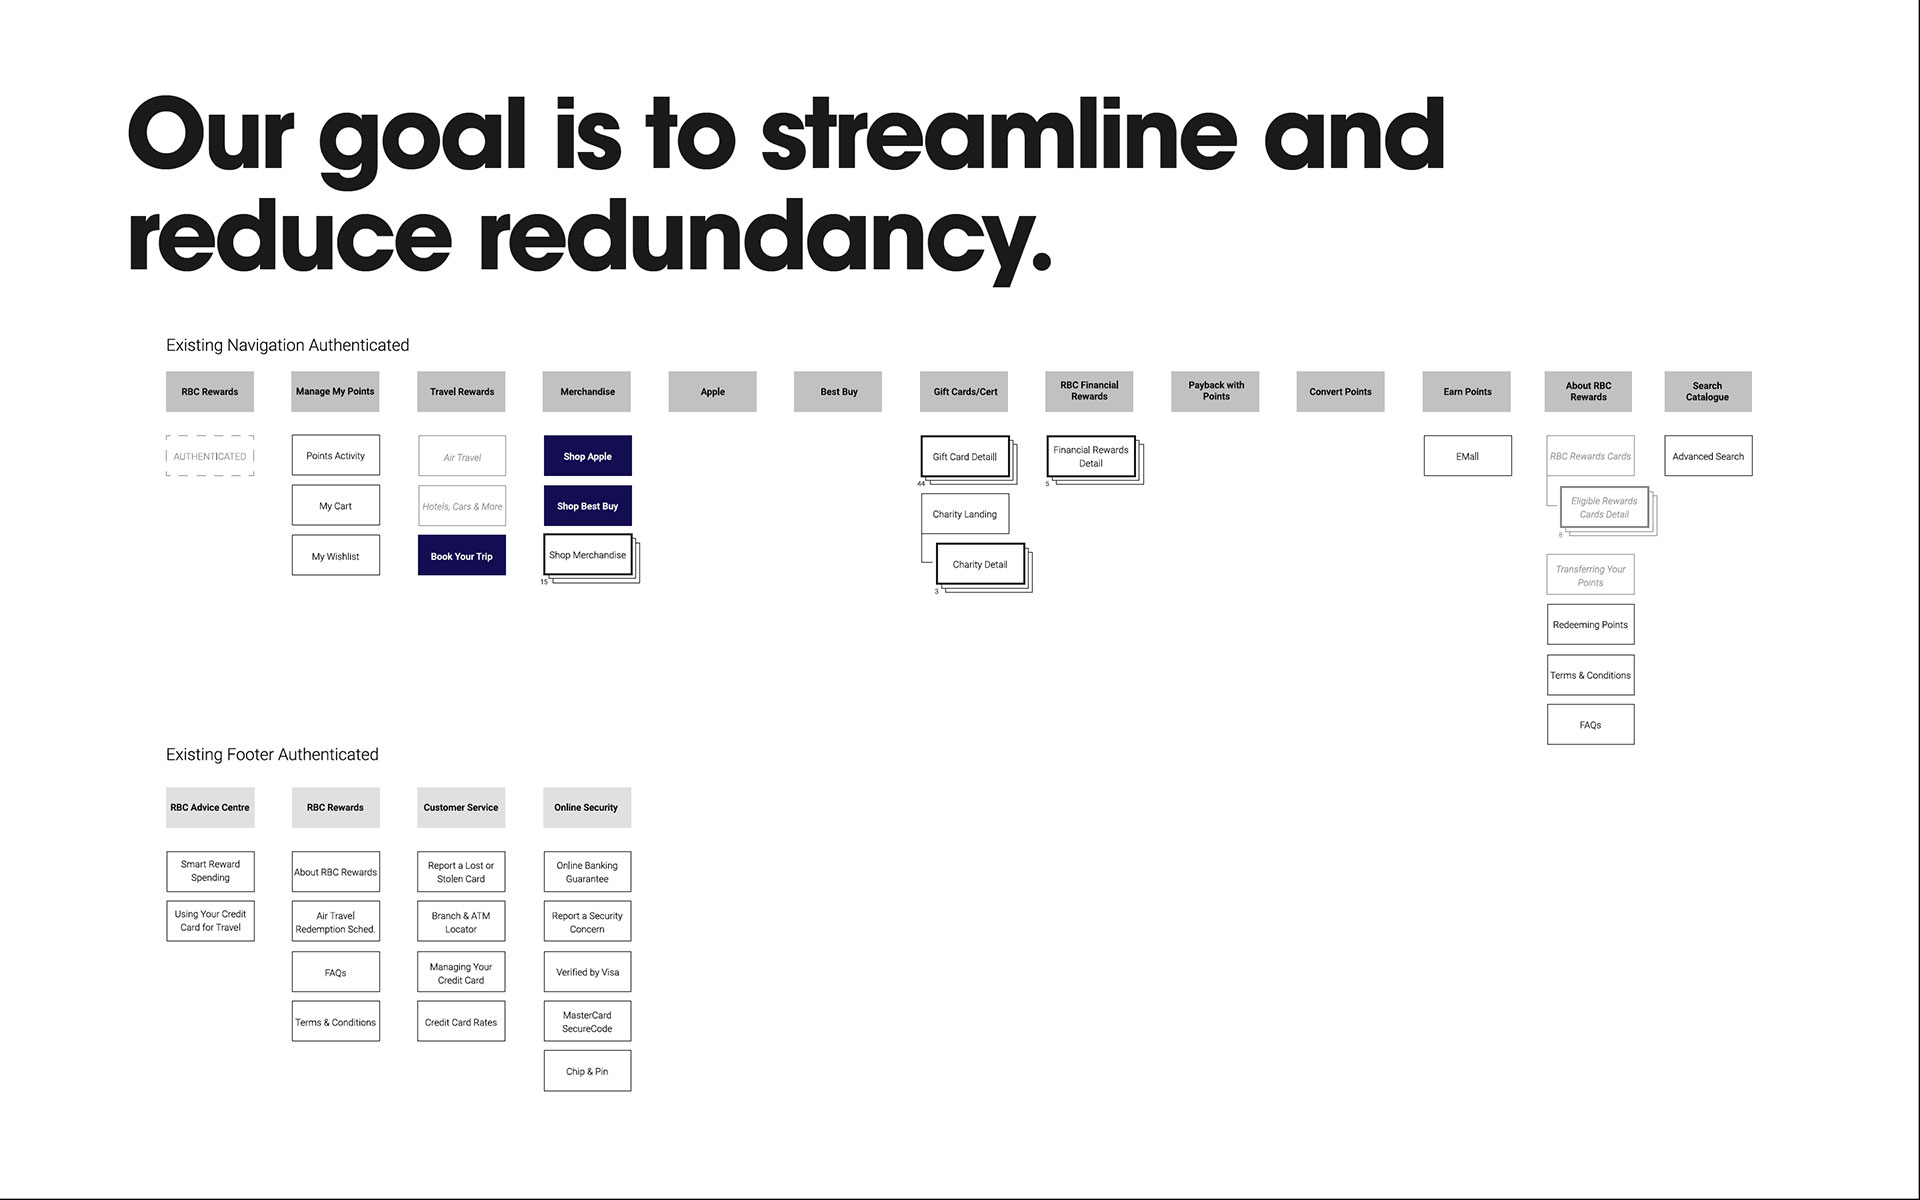 Our goal is to streamline and
reduce redundancy.
Existing Navigation Authenticated
RBC Rewards
Manage My Points
Travel Rewards
Merchandise
Apple
Best Buy
Gift Cards/Cert
RBC Financial
Rewards
Payback with
Points
Convert Points
Earn Points
About RBC
Rewards
Search
Catalogue
AUTHENTICATED
Points Activity
My Cart
My Wishlist
Air Travel
Hotels, Cars & More
Book Your Trip
Shop Apple
Shop Best Buy
Shop Merchandise
15
Gift Card Detaill
44
Charity Landing
Charity Detail
3
Financial Rewards
Detail
5
EMall
RBC Rewards Cards
Eligible Rewards
Cards Detail
8
Transferring Your
Points
Redeeming Points
Terms & Conditions
FAQs
Advanced Search
Existing Footer Authenticated
RBC Advice Centre
RBC Rewards
Customer Service
Online Security
Smart Reward
Spending
Using Your Credit
Card for Travel
About RBC Rewards
Air Travel
Redemption Sched.
FAQs
Terms & Conditions
Report a Lost or
Stolen Card
Branch & ATM
Locator
Managing Your
Credit Card
Credit Card Rates
Online Banking
Guarantee
Report a Security
Concern
Verified by Visa
MasterCard
SecureCode
Chip & Pin